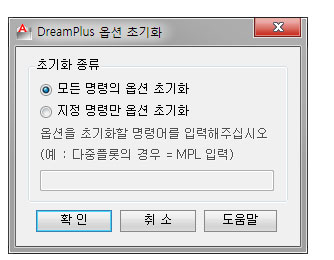 DreamPlus 옵션 초기화
초기화 종류
모든 명령의 옵션 초기화
지정 명령만 옵션 초기화
옵션을 초기화할 명령어를 입력해주십시오
(예 : 다중플롯의 경우 = MPL 입력)
확 인 취 소 도움말